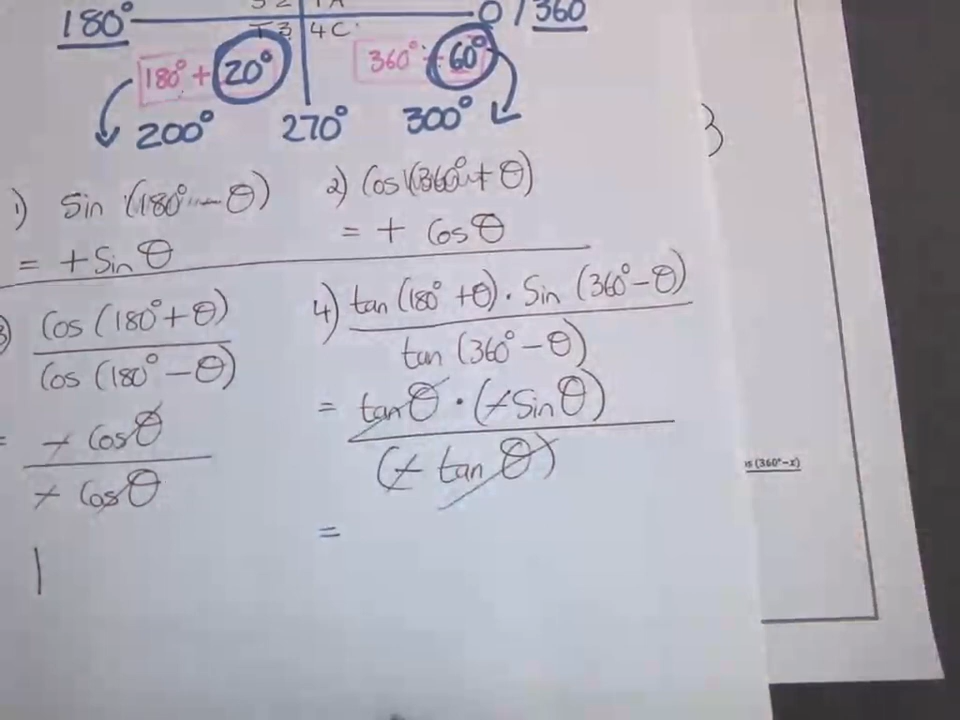 S 2 1 A
180° 0 / 360
T 3 4 C
180° + 20° 360° - 60°
200° 270° 300°
3
1) Sin (180° - θ) 2) Cos (360° + θ)
= + Sin θ = + Cos θ
3) Cos (180° + θ) 4) tan (180° + θ) . Sin (360° - θ)
Cos (180° - θ) tan (360° - θ)
= - Cos θ = tan θ . (- Sin θ)
- Cos θ (- tan θ)
is (360°-x)
=
1